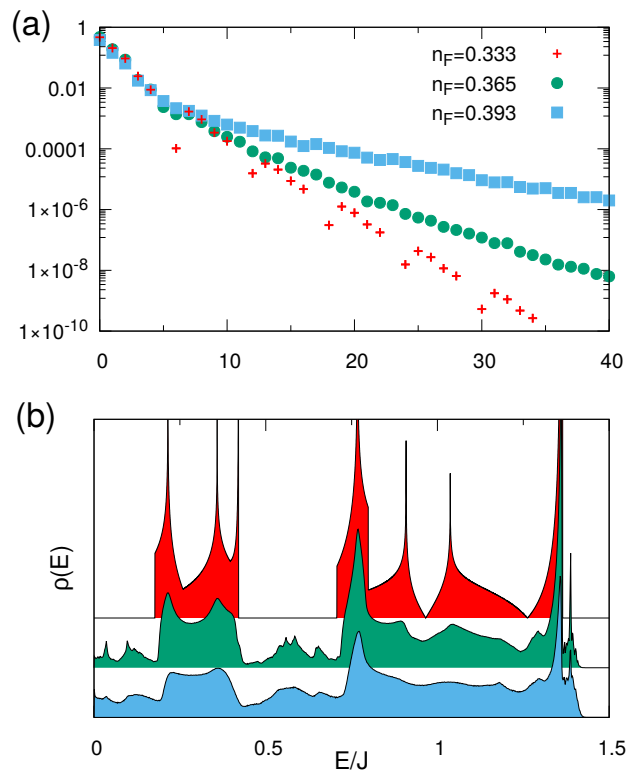 (a)
1
0.01
0.0001
1×10⁻⁶
1×10⁻⁸
1×10⁻¹⁰
n_F=0.333
n_F=0.365
n_F=0.393
0 10 20 30 40
(b)
ρ(E)
0 0.5 1 1.5
E/J